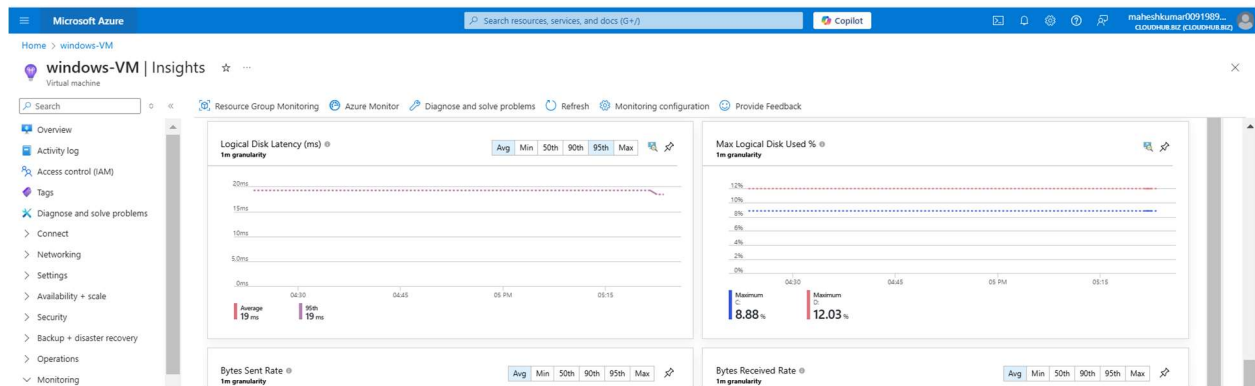 Microsoft Azure
Search resources, services, and docs (G+/)
Copilot
maheshkumar0091989...
CLOUDHUB.BIZ (CLOUDHUB.BIZ)
Home > windows-VM
windows-VM | Insights
Virtual machine
Search
Resource Group Monitoring Azure Monitor Diagnose and solve problems Refresh Monitoring configuration Provide Feedback
Overview
Activity log
Access control (IAM)
Tags
Diagnose and solve problems
Connect
Networking
Settings
Availability + scale
Security
Backup + disaster recovery
Operations
Monitoring
Logical Disk Latency (ms)
1m granularity
Avg Min 50th 90th 95th Max
20ms
15ms
10ms
5.0ms
0ms
04:30 04:45 05 PM 05:15
Average
19 ms
95th
19 ms
Max Logical Disk Used %
1m granularity
12%
10%
8%
6%
4%
2%
0%
04:30 04:45 05 PM 05:15
Maximum
C:
8.88 %
Maximum
D:
12.03 %
Bytes Sent Rate
1m granularity
Avg Min 50th 90th 95th Max
Bytes Received Rate
1m granularity
Avg Min 50th 90th 95th Max